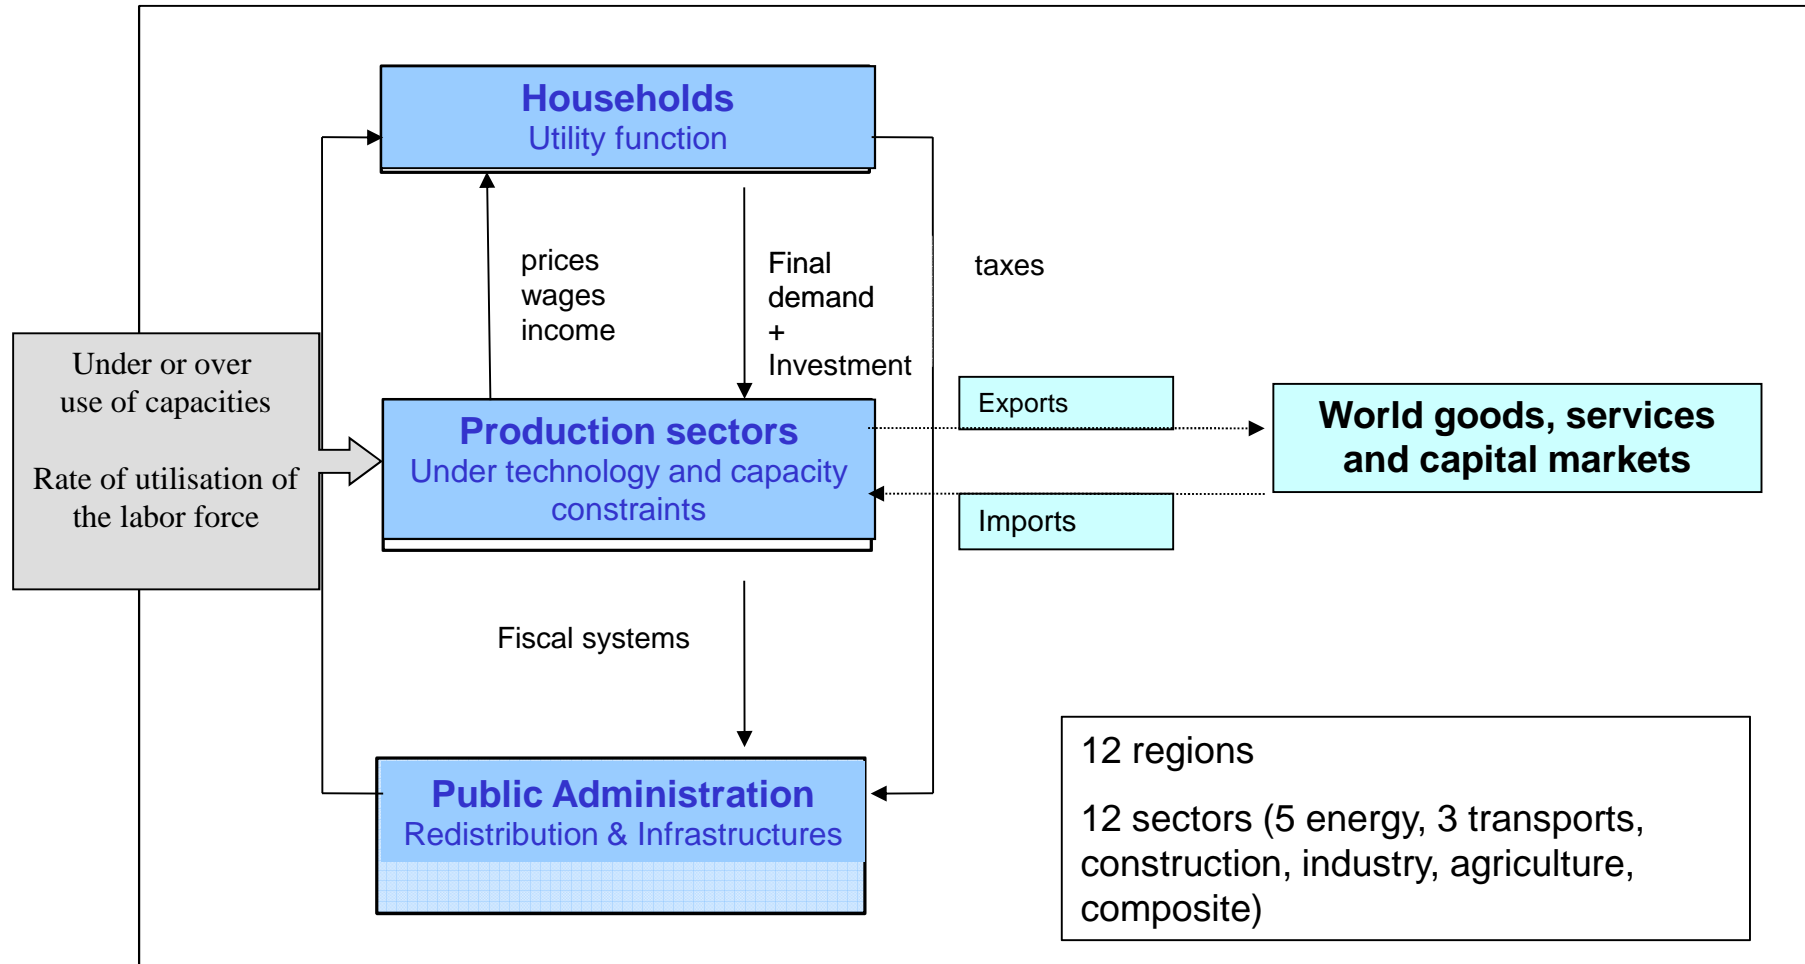 Households
Utility function
prices
wages
income
Final
demand
+
Investment
taxes
Under or over
use of capacities
Rate of utilisation of
the labor force
Production sectors
Under technology and capacity
constraints
Exports
Imports
World goods, services
and capital markets
Fiscal systems
Public Administration
Redistribution & Infrastructures
12 regions
12 sectors (5 energy, 3 transports,
construction, industry, agriculture,
composite)